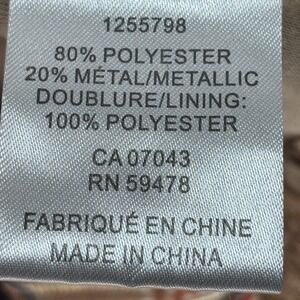 1255798
80% POLYESTER
20% MÉTAL/METALLIC
DOUBLURE/LINING:
100% POLYESTER
CA 07043
RN 59478
FABRIQUÉ EN CHINE
MADE IN CHINA